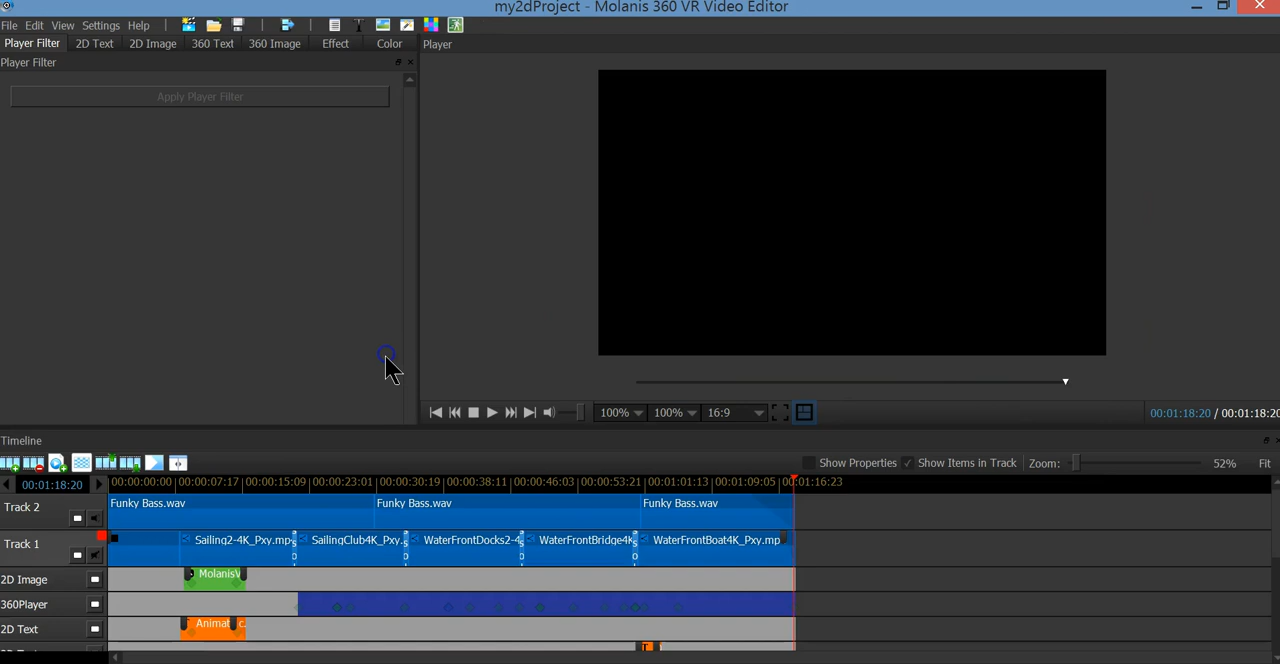 my2dProject - Molanis 360 VR Video Editor
File Edit View Settings Help
Player Filter 2D Text 2D Image 360 Text 360 Image Effect Color Player
Player Filter
Apply Player Filter
100% 100% 16:9 00:01:18:20 / 00:01:18:20
Timeline
Show Properties Show Items in Track Zoom: 52% Fit
00:01:18:20 00:00:00:00 00:00:07:17 00:00:15:09 00:00:23:01 00:00:30:19 00:00:38:11 00:00:46:03 00:00:53:21 00:01:01:13 00:01:09:05 00:01:16:23
Track 2 Funky Bass.wav Funky Bass.wav Funky Bass.wav
Track 1 Sailing2-4K_Pxy.mp SailingClub4K_Pxy. WaterFrontDocks2-4 WaterFrontBridge4K WaterFrontBoat4K_Pxy.mp
2D Image MolanisV
360Player
2D Text Animat c.